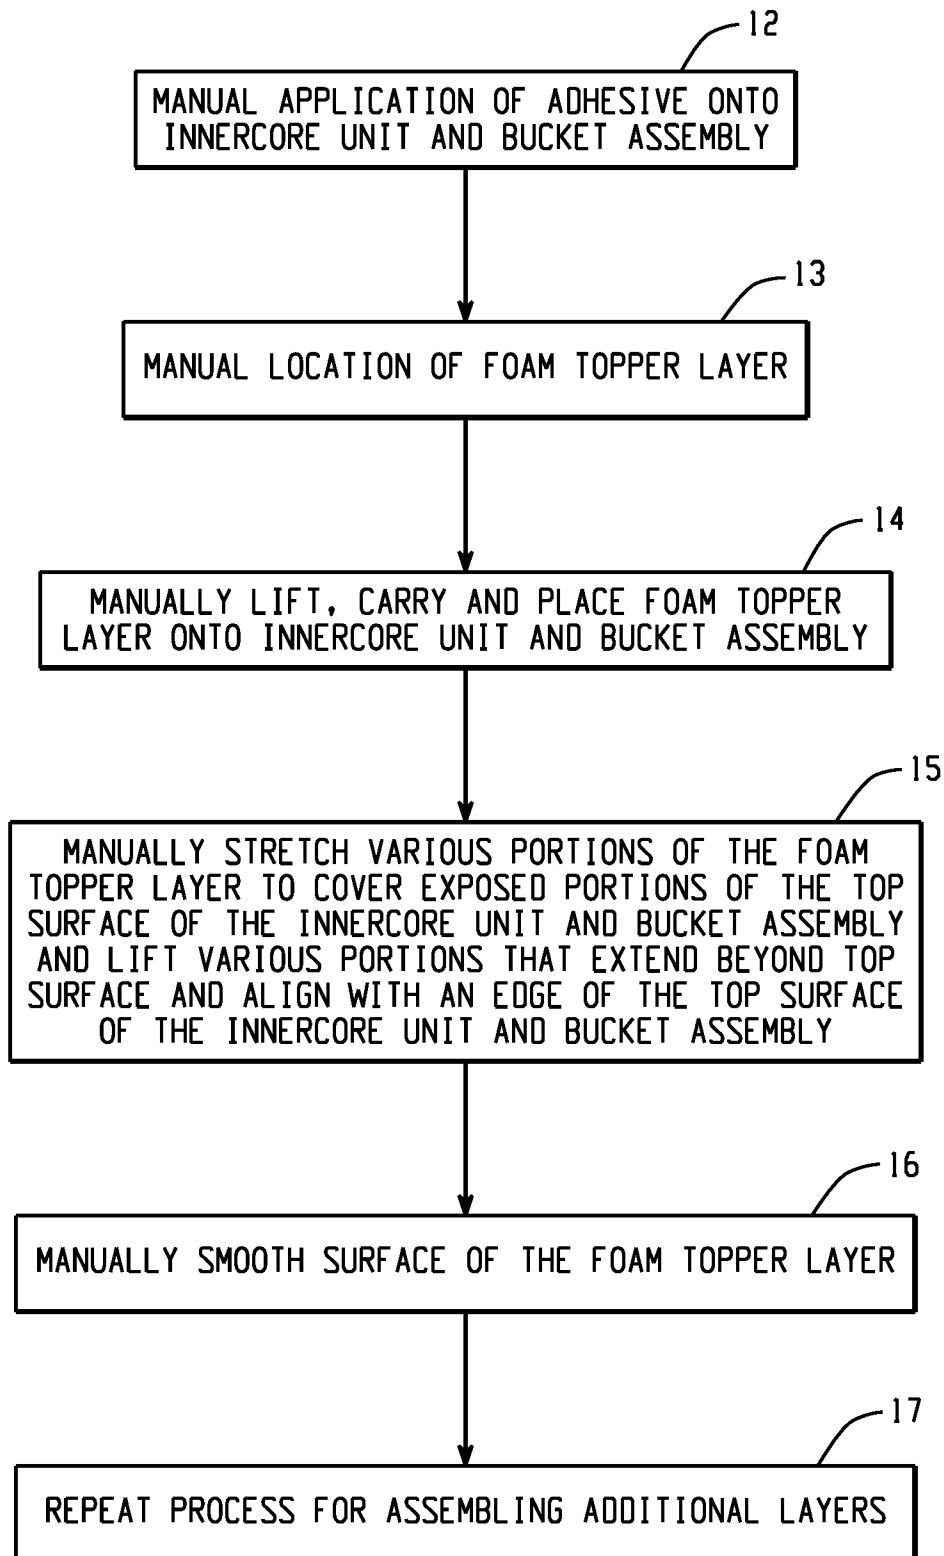 12
MANUAL APPLICATION OF ADHESIVE ONTO
INNERCORE UNIT AND BUCKET ASSEMBLY
13
MANUAL LOCATION OF FOAM TOPPER LAYER
14
MANUALLY LIFT, CARRY AND PLACE FOAM TOPPER
LAYER ONTO INNERCORE UNIT AND BUCKET ASSEMBLY
15
MANUALLY STRETCH VARIOUS PORTIONS OF THE FOAM
TOPPER LAYER TO COVER EXPOSED PORTIONS OF THE TOP
SURFACE OF THE INNERCORE UNIT AND BUCKET ASSEMBLY
AND LIFT VARIOUS PORTIONS THAT EXTEND BEYOND TOP
SURFACE AND ALIGN WITH AN EDGE OF THE TOP SURFACE
OF THE INNERCORE UNIT AND BUCKET ASSEMBLY
16
MANUALLY SMOOTH SURFACE OF THE FOAM TOPPER LAYER
17
REPEAT PROCESS FOR ASSEMBLING ADDITIONAL LAYERS